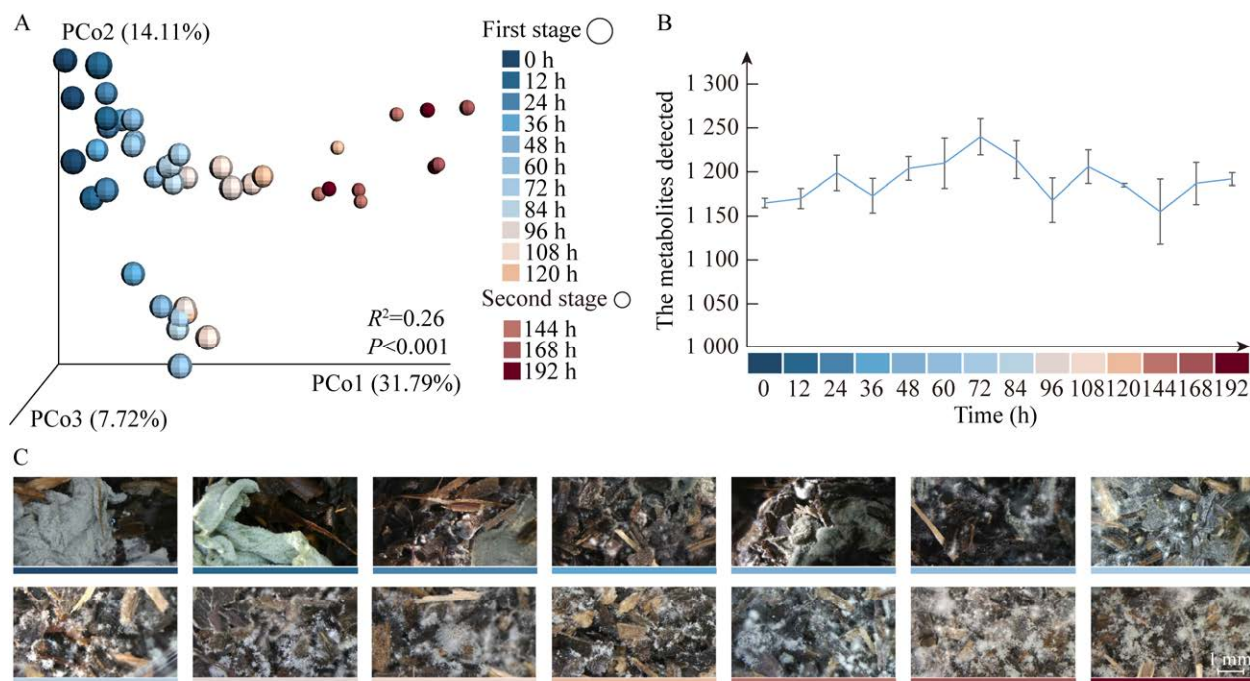 A
PCo2 (14.11%)
First stage
0 h
12 h
24 h
36 h
48 h
60 h
72 h
84 h
96 h
108 h
120 h
Second stage
144 h
168 h
192 h
R²=0.26
P<0.001
PCo1 (31.79%)
PCo3 (7.72%)
B
The metabolites detected
1 300
1 250
1 200
1 150
1 100
1 050
1 000
0 12 24 36 48 60 72 84 96 108 120 144 168 192
Time (h)
C
1 mm